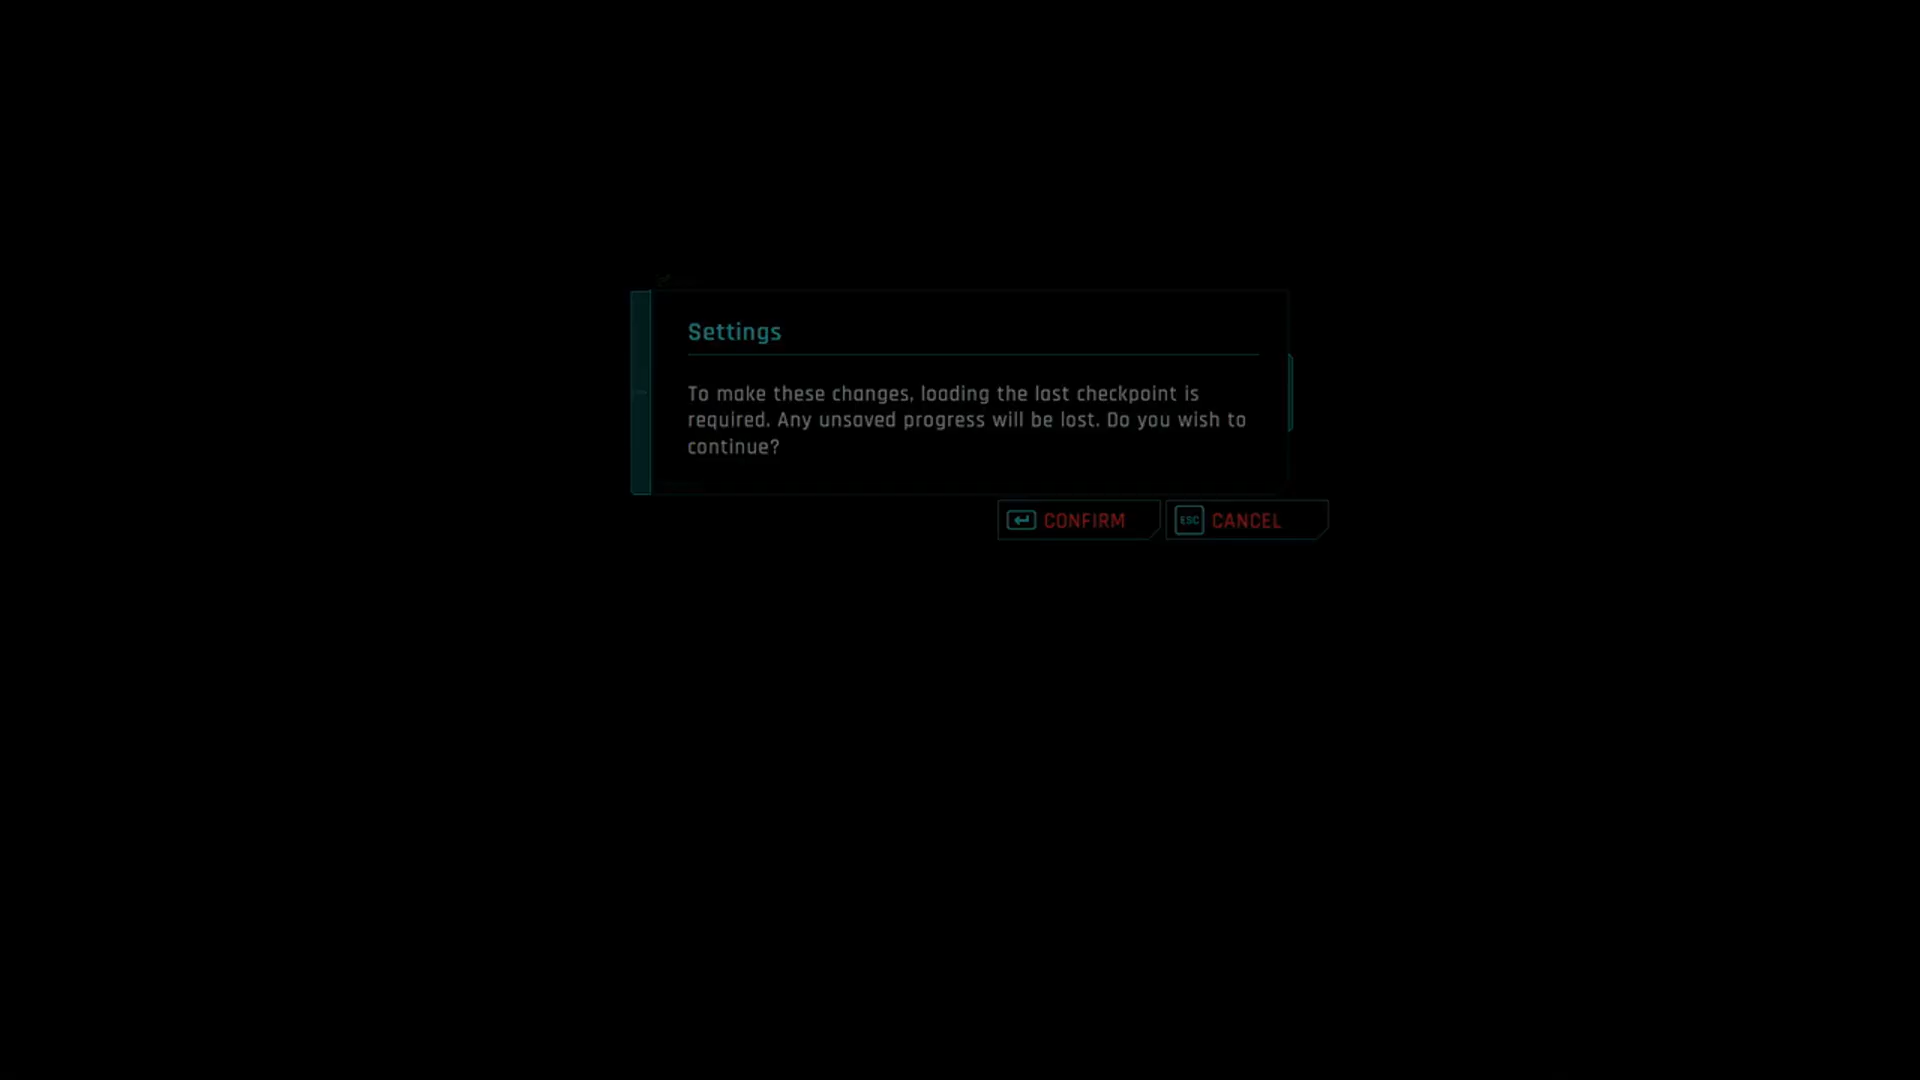 Settings
To make these changes, loading the last checkpoint is
required. Any unsaved progress will be lost. Do you wish to
continue?
CONFIRM
ESC CANCEL